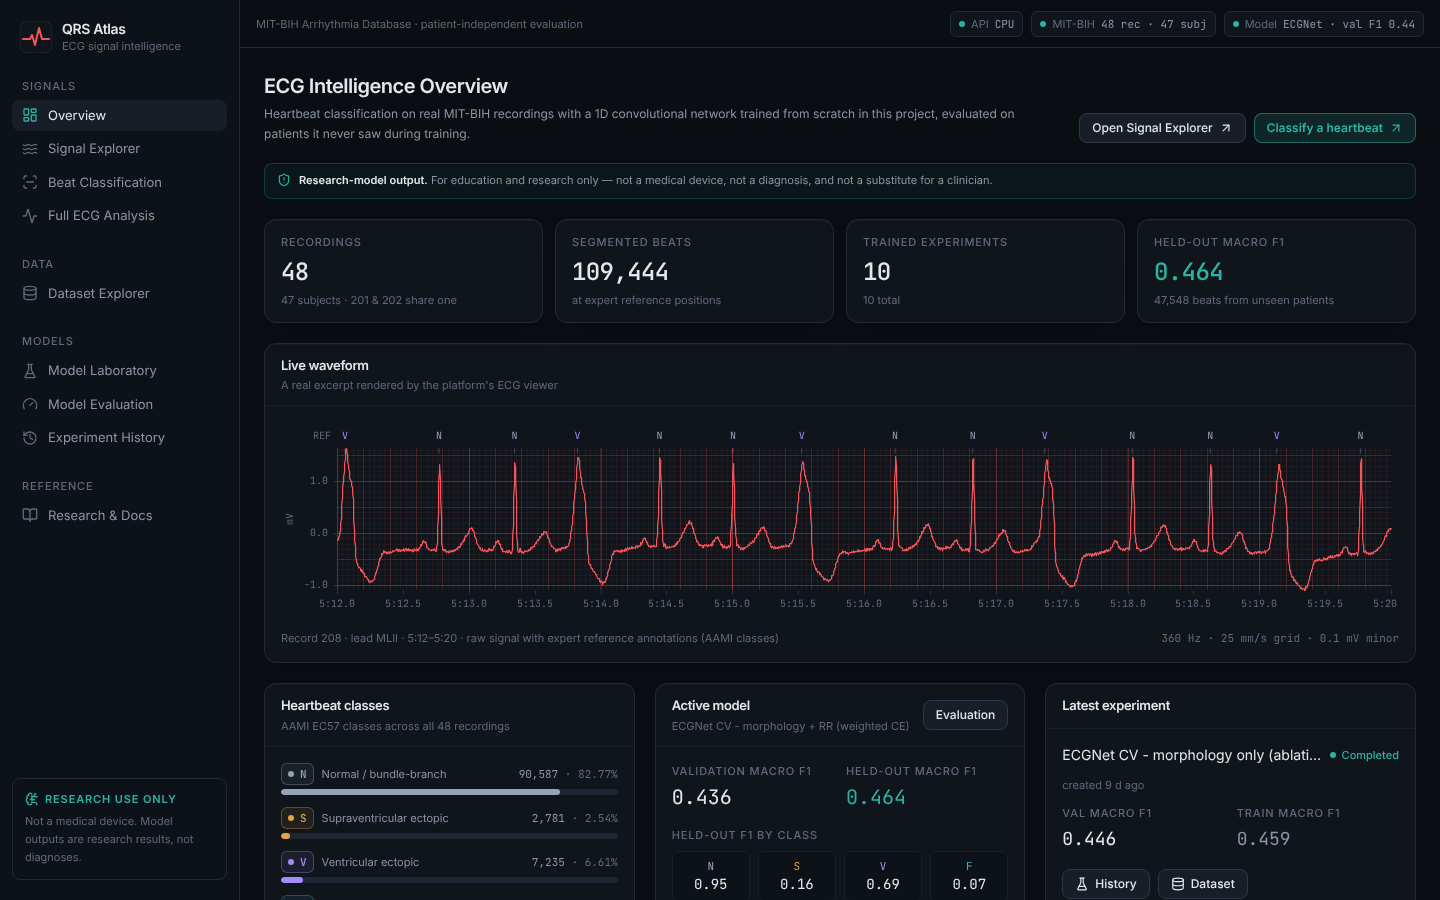 QRS Atlas
ECG signal intelligence
SIGNALS
Overview
Signal Explorer
Beat Classification
Full ECG Analysis
DATA
Dataset Explorer
MODELS
Model Laboratory
Model Evaluation
Experiment History
REFERENCE
Research & Docs
RESEARCH USE ONLY
Not a medical device. Model
outputs are research results, not
diagnoses.
MIT-BIH Arrhythmia Database · patient-independent evaluation
API CPU
MIT-BIH 48 rec · 47 subj
Model ECGNet · val F1 0.44
ECG Intelligence Overview
Heartbeat classification on real MIT-BIH recordings with a 1D convolutional network trained from scratch in this project, evaluated on
patients it never saw during training.
Open Signal Explorer
Classify a heartbeat
Research-model output. For education and research only — not a medical device, not a diagnosis, and not a substitute for a clinician.
RECORDINGS
48
47 subjects · 201 & 202 share one
SEGMENTED BEATS
109,444
at expert reference positions
TRAINED EXPERIMENTS
10
10 total
HELD-OUT MACRO F1
0.464
47,548 beats from unseen patients
Live waveform
A real excerpt rendered by the platform's ECG viewer
REF V N N V N N V N N V N N V N
mV
1.0
0.0
-1.0
5:12.0 5:12.5 5:13.0 5:13.5 5:14.0 5:14.5 5:15.0 5:15.5 5:16.0 5:16.5 5:17.0 5:17.5 5:18.0 5:18.5 5:19.0 5:19.5 5:20
Record 208 · lead MLII · 5:12–5:20 · raw signal with expert reference annotations (AAMI classes)
360 Hz · 25 mm/s grid · 0.1 mV minor
Heartbeat classes
AAMI EC57 classes across all 48 recordings
N Normal / bundle-branch 90,587 · 82.77%
S Supraventricular ectopic 2,781 · 2.54%
V Ventricular ectopic 7,235 · 6.61%
Active model
ECGNet CV - morphology + RR (weighted CE)
Evaluation
VALIDATION MACRO F1
0.436
HELD-OUT MACRO F1
0.464
HELD-OUT F1 BY CLASS
N S V F
0.95 0.16 0.69 0.07
Latest experiment
ECGNet CV - morphology only (ablati... Completed
created 9 d ago
VAL MACRO F1
0.446
TRAIN MACRO F1
0.459
History
Dataset